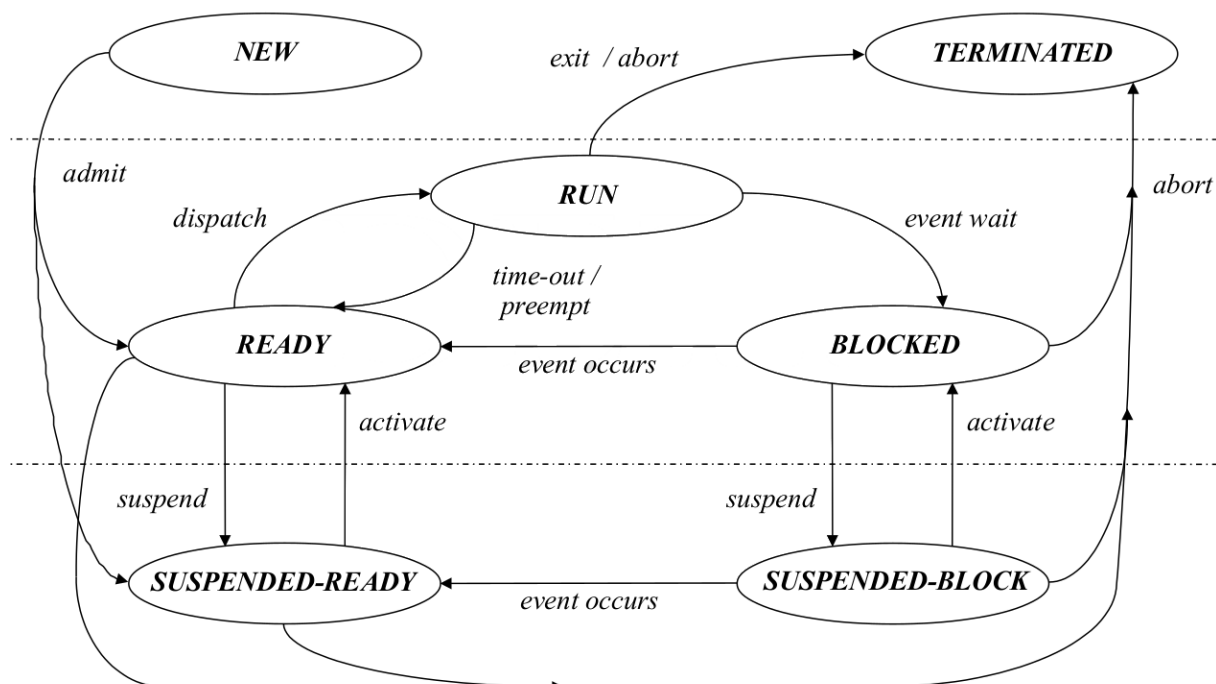 NEW
TERMINATED
exit / abort
admit
RUN
abort
dispatch
event wait
time-out /
preempt
READY
BLOCKED
event occurs
activate
activate
suspend
suspend
SUSPENDED-READY
SUSPENDED-BLOCK
event occurs